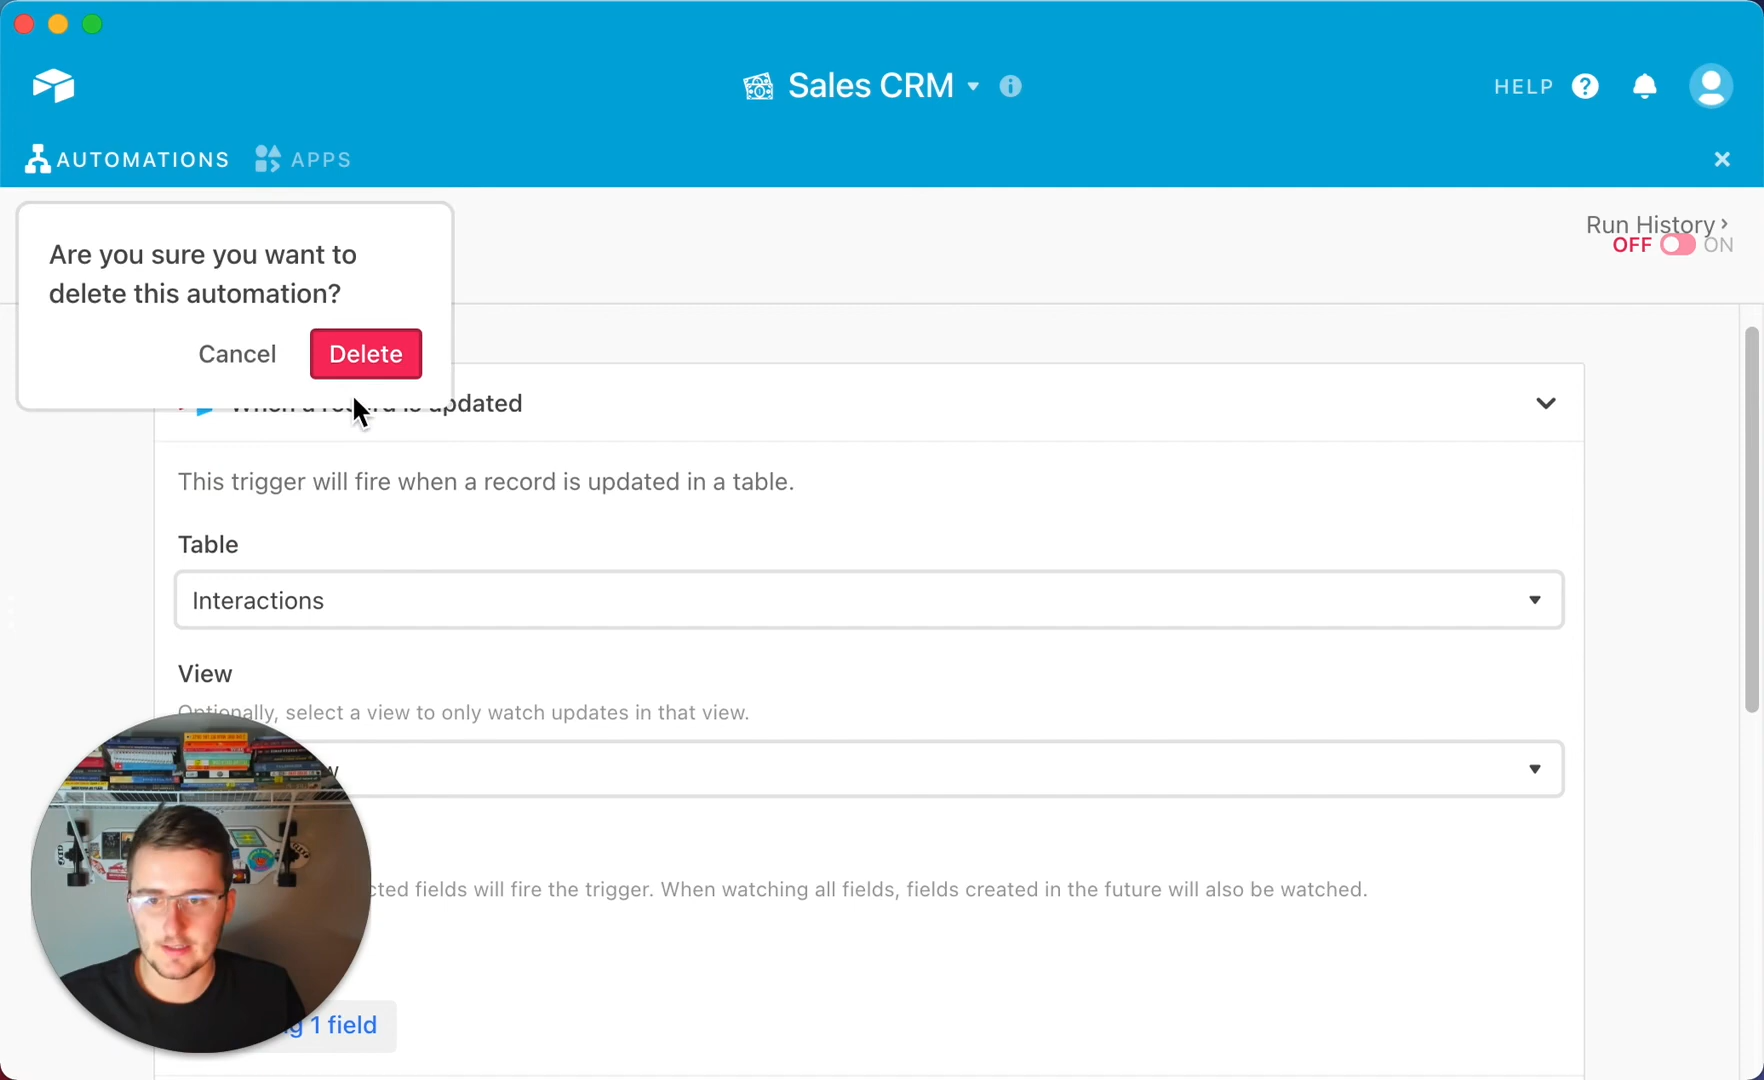 Sales CRM
HELP
AUTOMATIONS
APPS
Are you sure you want to
delete this automation?
Cancel
Delete
Run History
OFF
ON
updated
This trigger will fire when a record is updated in a table.
Table
Interactions
View
Optionally, select a view to only watch updates in that view.
fields will fire the trigger. When watching all fields, fields created in the future will also be watched.
1 field